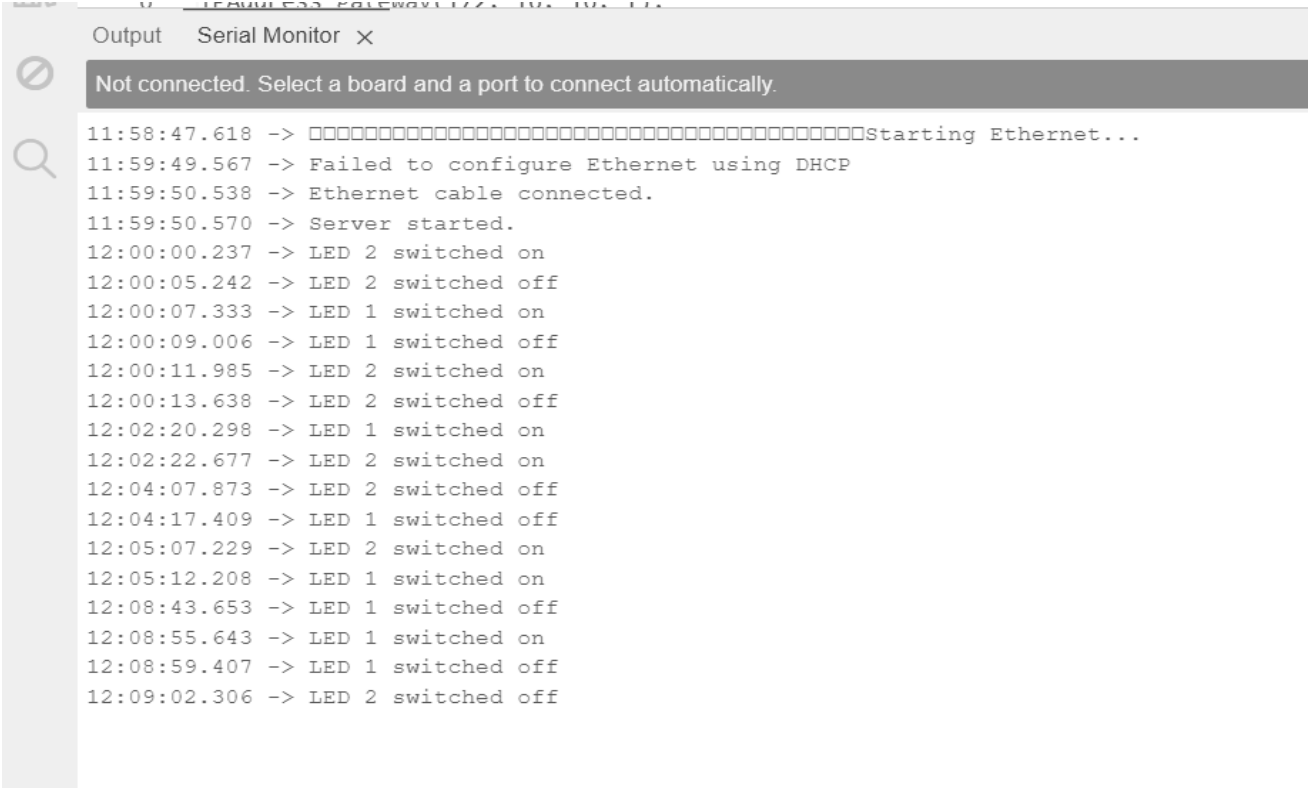 Output Serial Monitor ×
Not connected. Select a board and a port to connect automatically.
11:58:47.618 -> □□□□□□□□□□□□□□□□□□□□□□□□□□□□□□□□□□□□□□□□Starting Ethernet...
11:59:49.567 -> Failed to configure Ethernet using DHCP
11:59:50.538 -> Ethernet cable connected.
11:59:50.570 -> Server started.
12:00:00.237 -> LED 2 switched on
12:00:05.242 -> LED 2 switched off
12:00:07.333 -> LED 1 switched on
12:00:09.006 -> LED 1 switched off
12:00:11.985 -> LED 2 switched on
12:00:13.638 -> LED 2 switched off
12:02:20.298 -> LED 1 switched on
12:02:22.677 -> LED 2 switched on
12:04:07.873 -> LED 2 switched off
12:04:17.409 -> LED 1 switched off
12:05:07.229 -> LED 2 switched on
12:05:12.208 -> LED 1 switched on
12:08:43.653 -> LED 1 switched off
12:08:55.643 -> LED 1 switched on
12:08:59.407 -> LED 1 switched off
12:09:02.306 -> LED 2 switched off